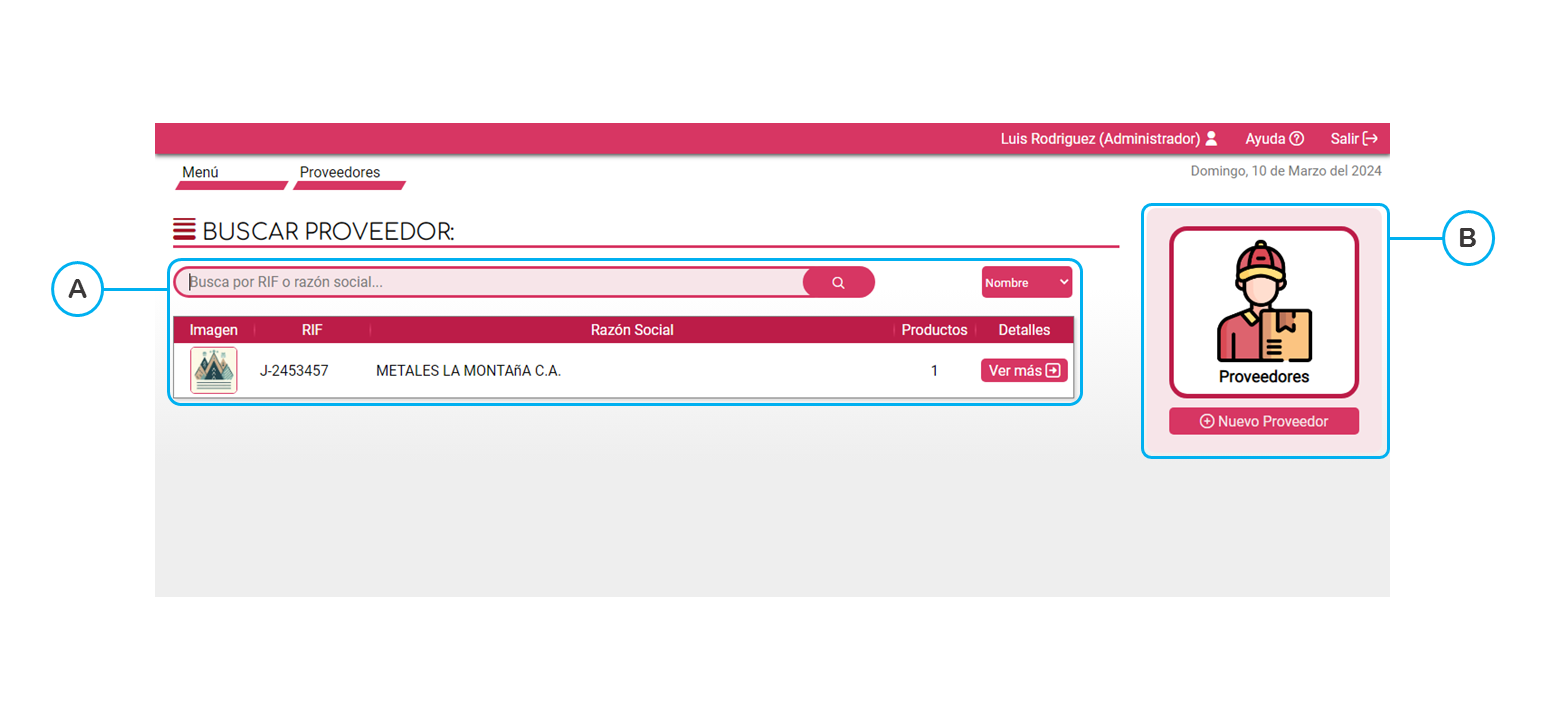 Luis Rodriguez (Administrador) Ayuda Salir
Menú Proveedores Domingo, 10 de Marzo del 2024
BUSCAR PROVEEDOR:
A
B
Busca por RIF o razón social... Nombre
Imagen RIF Razón Social Productos Detalles
J-2453457 METALES LA MONTAñA C.A. 1 Ver más
Proveedores
Nuevo Proveedor